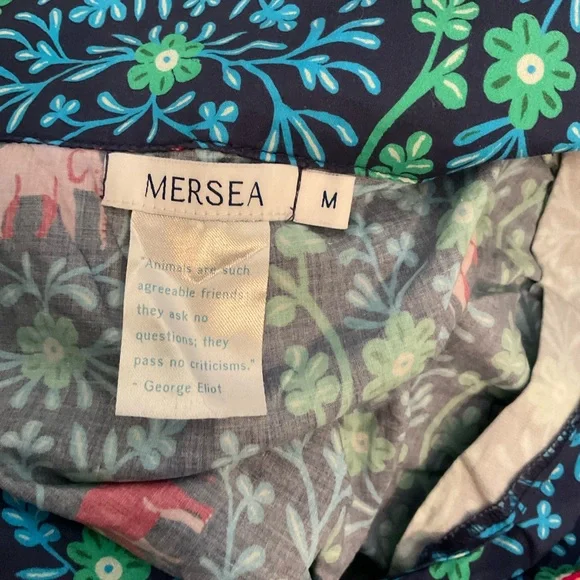 MERSEA
M
"Animals are such
agreeable friends
they ask no
questions; they
pass no criticisms."
- George Eliot